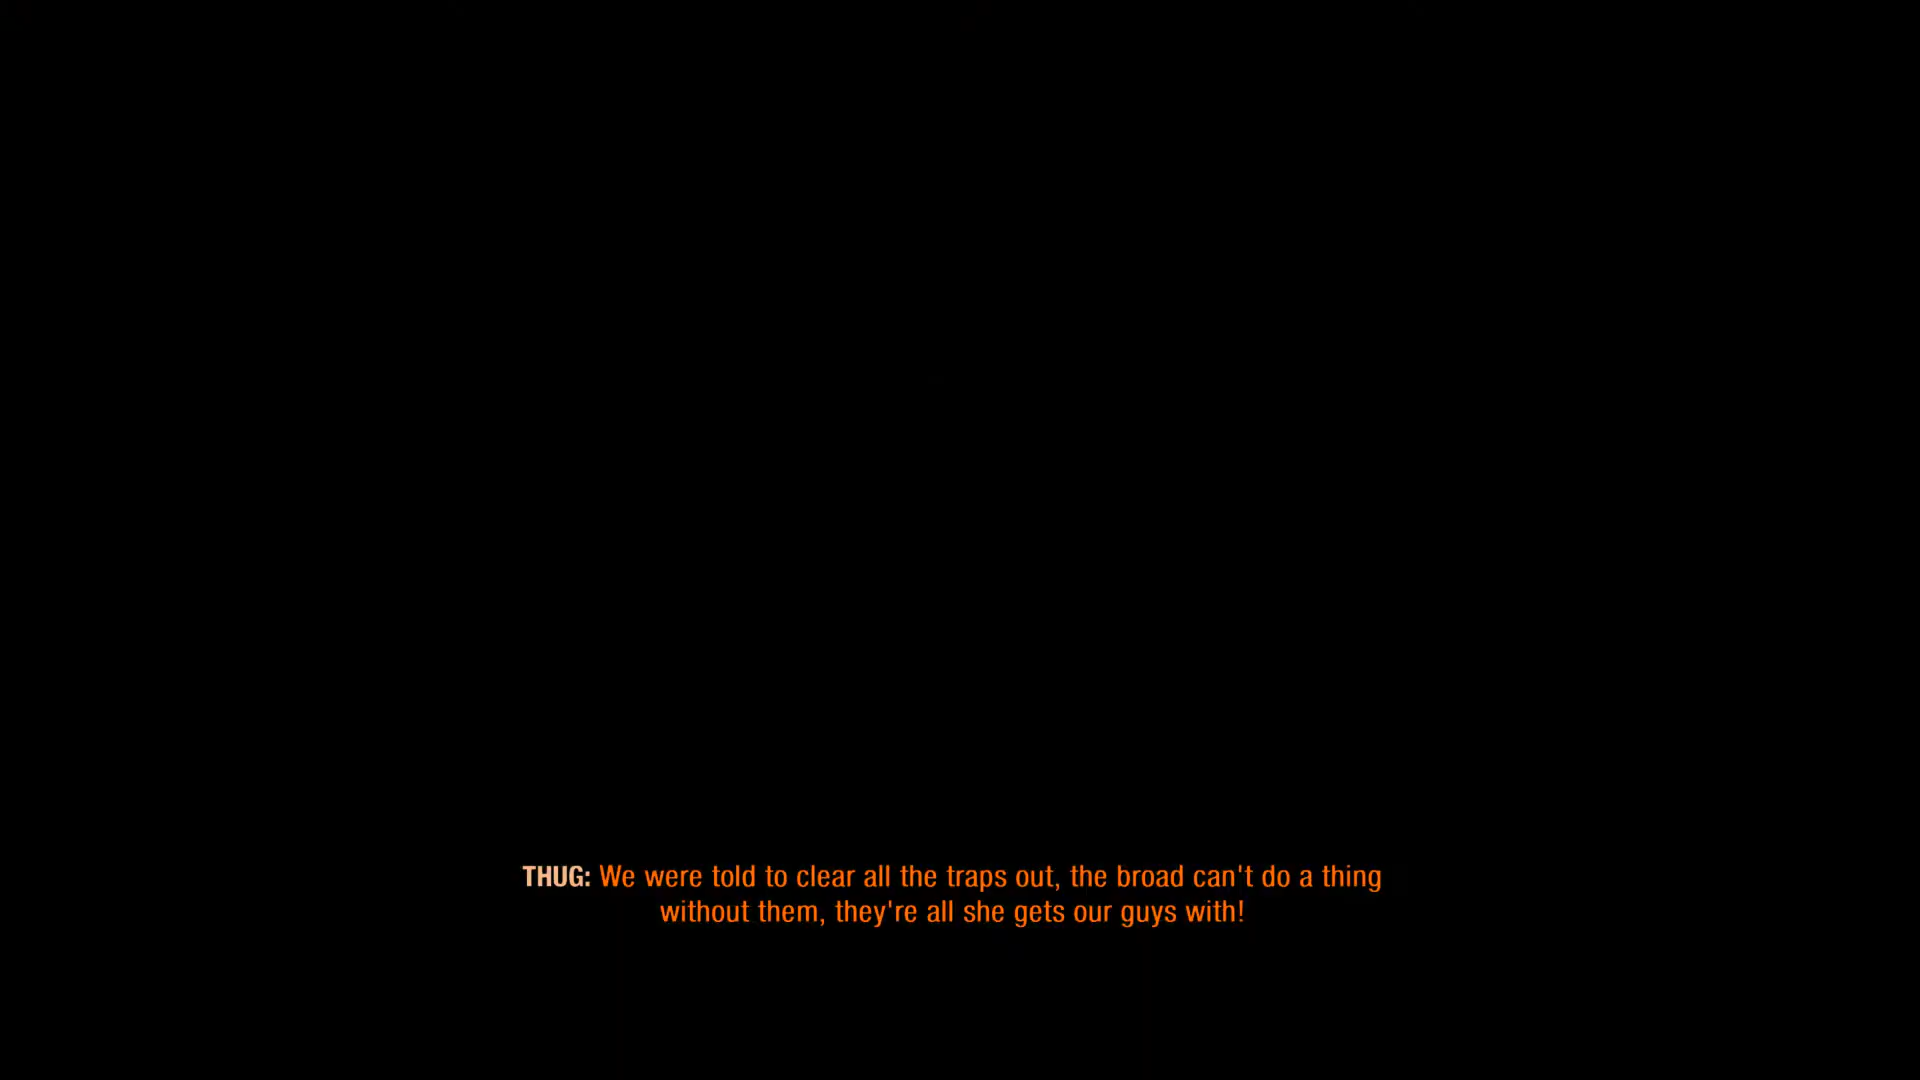 THUG: We were told to clear all the traps out, the broad can't do a thing
without them, they're all she gets our guys with!